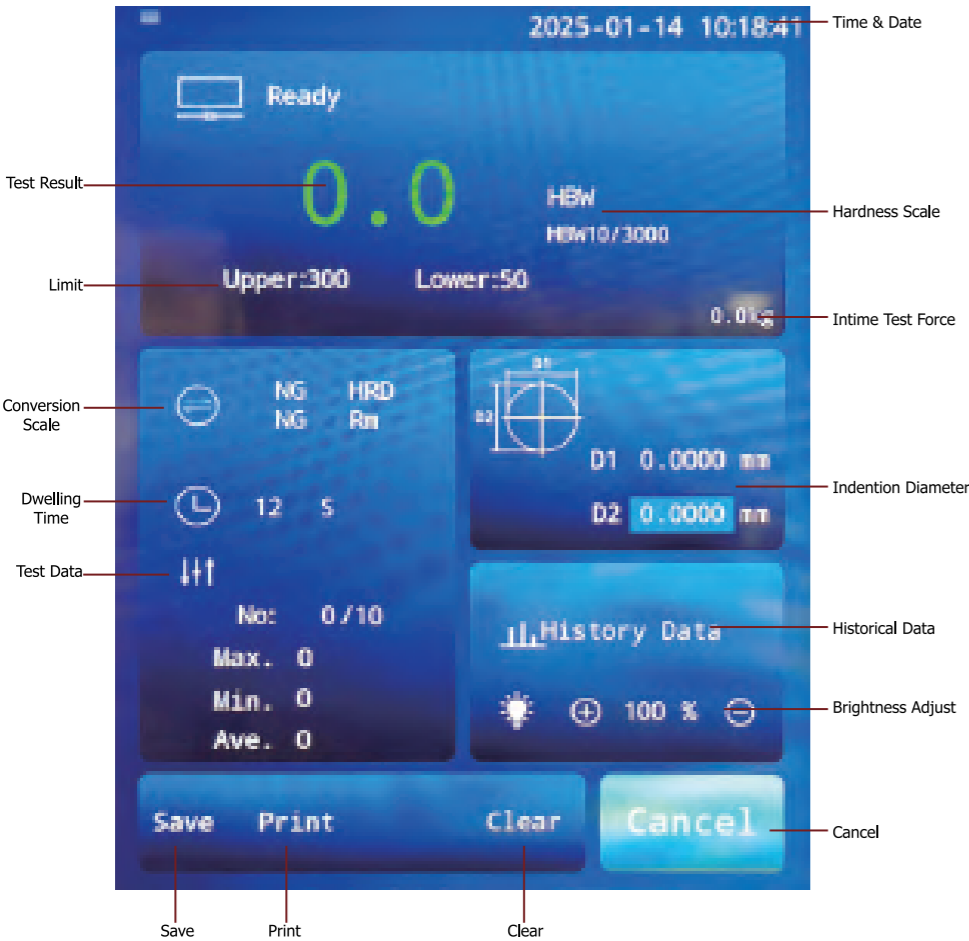 2025-01-14 10:18:41
Time & Date
Ready
Test Result
0.0
HBW
HBW10/3000
Hardness Scale
Limit
Upper:300 Lower:50
0.0kg
Intime Test Force
Conversion
Scale
NG HRD
NG Rm
D1
D2
D1 0.0000 mm
D2 0.0000 mm
Indention Diameter
Dwelling
Time
12 S
Test Data
No: 0/10
Max. 0
Min. 0
Ave. 0
History Data
Historical Data
100 %
Brightness Adjust
Save Print Clear
Cancel
Cancel
Save Print Clear